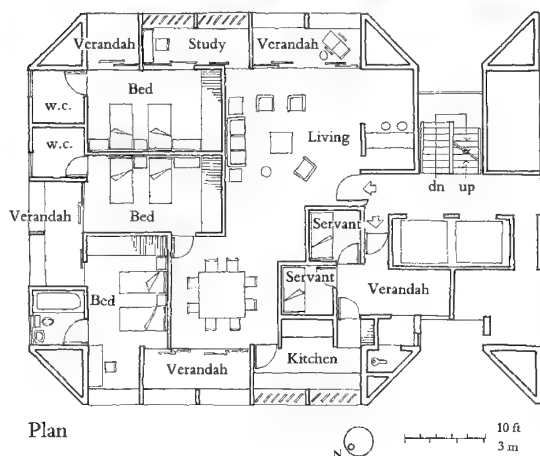 Verandah
Study
Verandah
Bed
w.c.
Living
w.c.
dn up
Verandah
Bed
Servant
Servant
Bed
Verandah
Verandah
Kitchen
Plan
N
10 ft
3 m